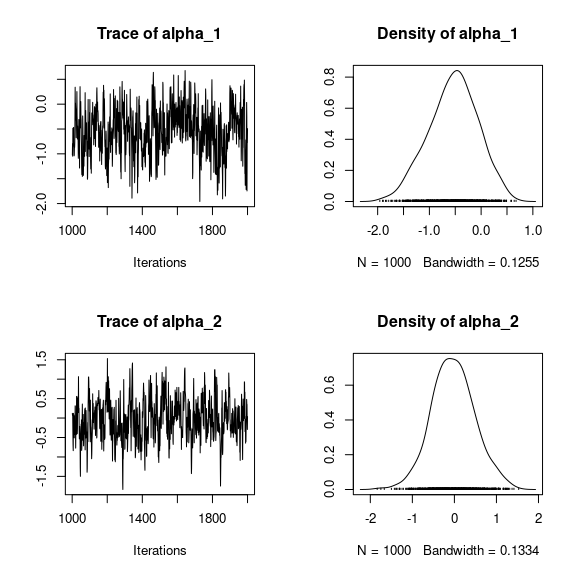 Trace of alpha_1
Density of alpha_1
0.0
-1.0
-2.0
1000 1400 1800
Iterations
0.8
0.6
0.4
0.2
0.0
-2.0 -1.0 0.0 1.0
N = 1000 Bandwidth = 0.1255
Trace of alpha_2
Density of alpha_2
1.5
0.5
-0.5
-1.5
1000 1400 1800
Iterations
0.6
0.4
0.2
0.0
-2 -1 0 1 2
N = 1000 Bandwidth = 0.1334